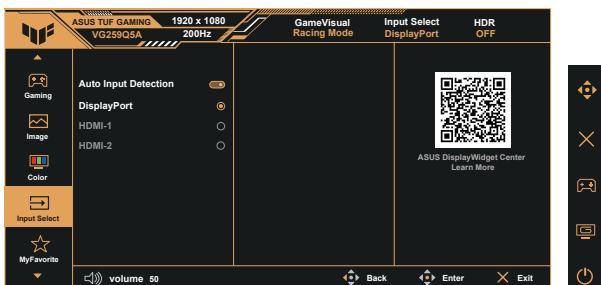 ASUS TUF GAMING
VG259Q5A
1920 x 1080
200Hz
GameVisual
Racing Mode
Input Select
DisplayPort
HDR
OFF
Gaming
Image
Color
Input Select
MyFavorite
Auto Input Detection
DisplayPort
HDMI-1
HDMI-2
ASUS DisplayWidget Center
Learn More
volume 50
Back
Enter
Exit